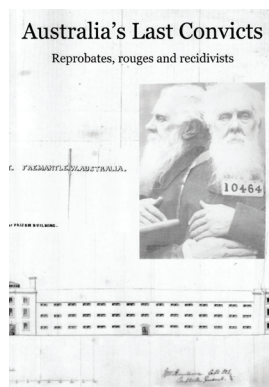 Australia's Last Convicts
Reprobates, rouges and recidivists
10464
FREMANTLE, W. AUSTRALIA.